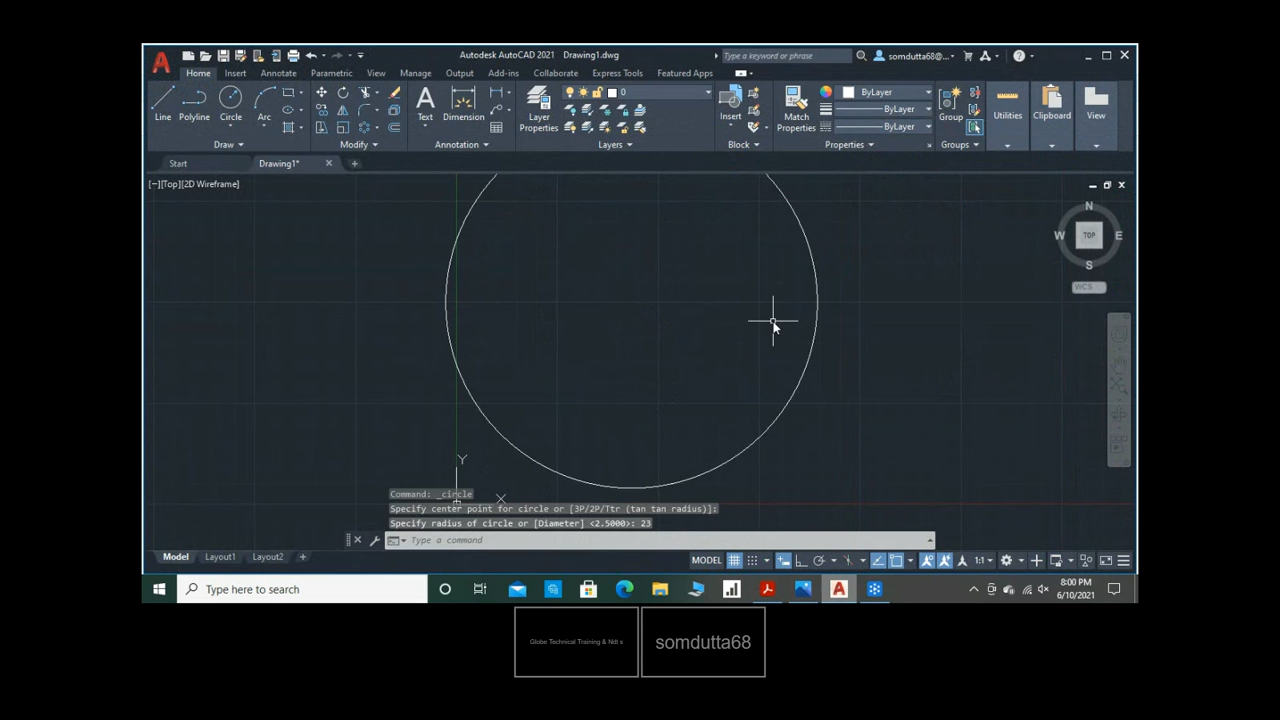 Autodesk AutoCAD 2021 Drawing1.dwg
Type a keyword or phrase
somdutta68@...
Home Insert Annotate Parametric View Manage Output Add-ins Collaborate Express Tools Featured Apps
0
ByLayer
ByLayer
ByLayer
Line Polyline Circle Arc
Text Dimension
Layer Properties
Insert
Match Properties
Group
Utilities
Clipboard
View
Draw Modify Annotation Layers Block Properties Groups
Start Drawing1*
[−][Top][2D Wireframe]
N
W TOP E
S
WCS
Y
X
Command: _circle
Specify center point for circle or [3P/2P/Ttr (tan tan radius)]:
Specify radius of circle or [Diameter] <2.5000>: 23
Type a command
Model Layout1 Layout2
MODEL
1:1
Type here to search
8:00 PM
6/10/2021
Globe Technical Training & Ndt s
somdutta68